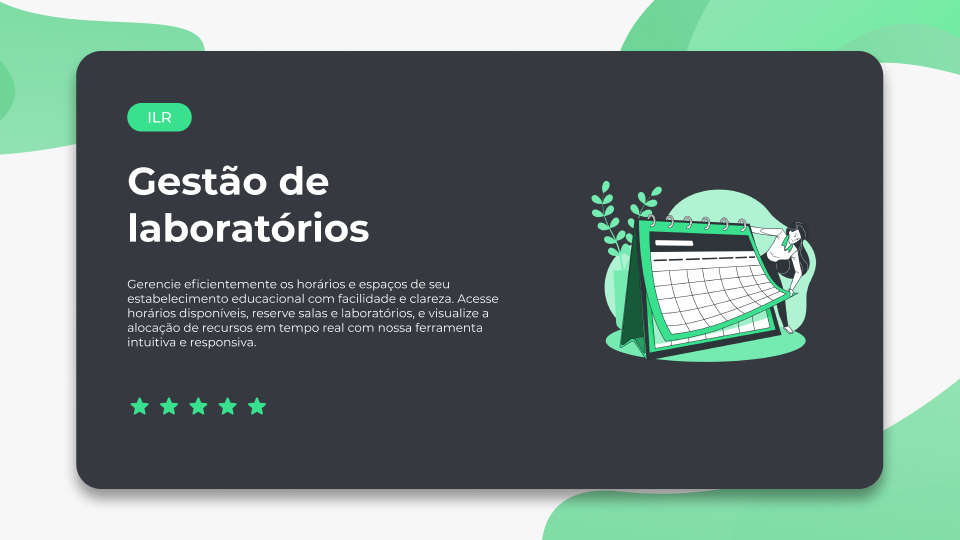 ILR
Gestão de
laboratórios
Gerencie eficientemente os horários e espaços de seu
estabelecimento educacional com facilidade e clareza. Acesse
horários disponíveis, reserve salas e laboratórios, e visualize a
alocação de recursos em tempo real com nossa ferramenta
intuitiva e responsiva.